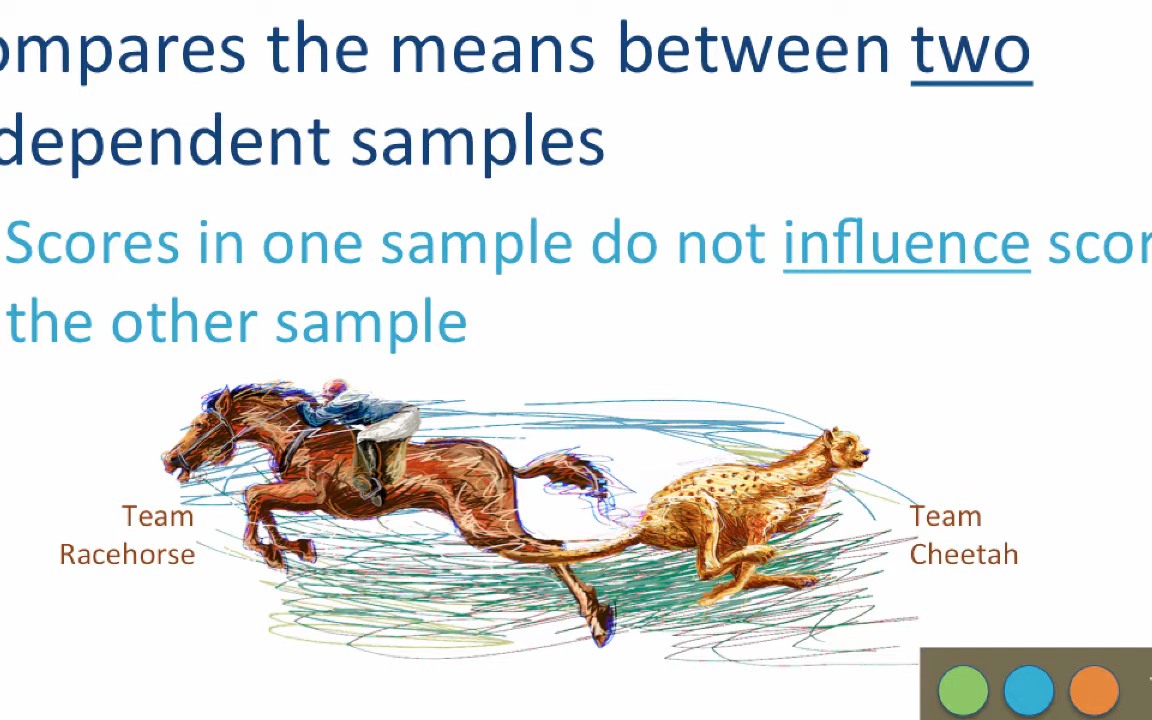 ompares the means between two
dependent samples
Scores in one sample do not influence scor
the other sample
Team
Racehorse
Team
Cheetah